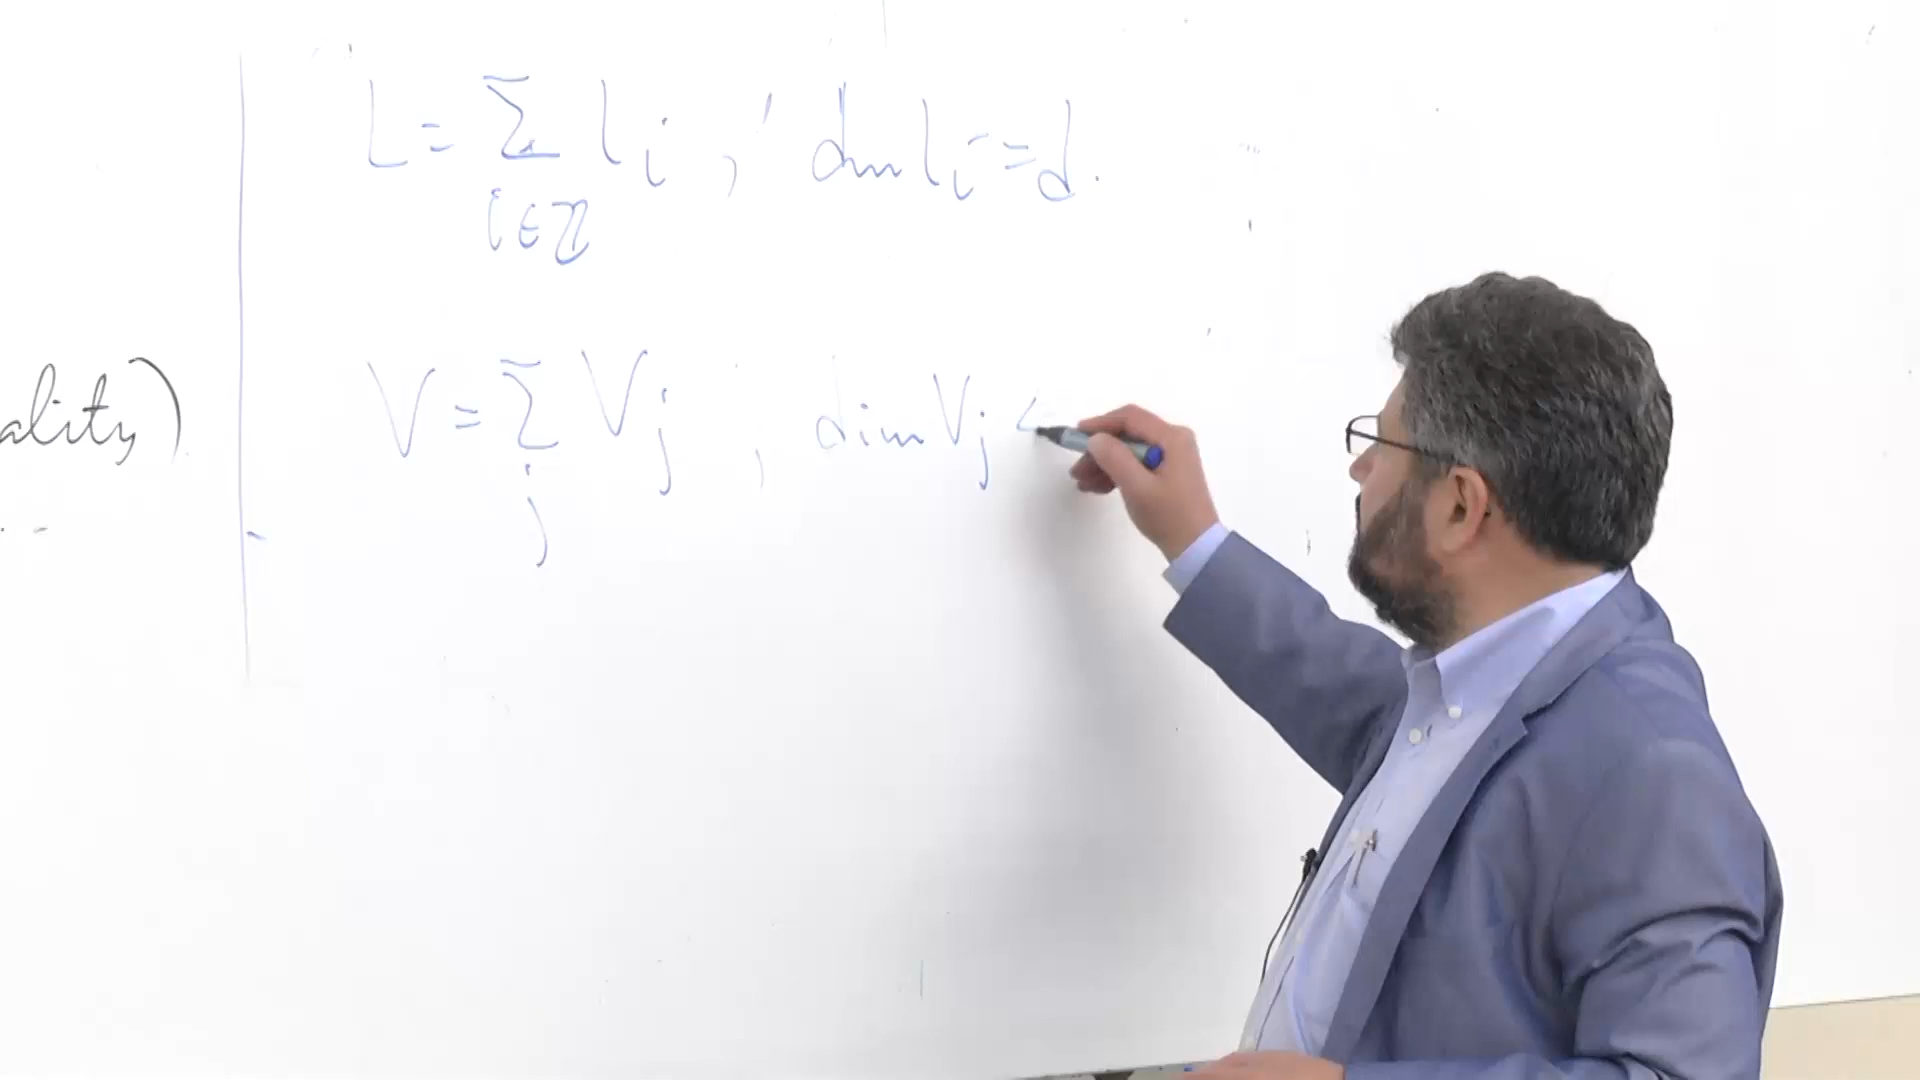 ality)
L = Σ L_i , dim L_i = d.
i ∈ ℤ
V = Σ V_j , dim V_j <
j